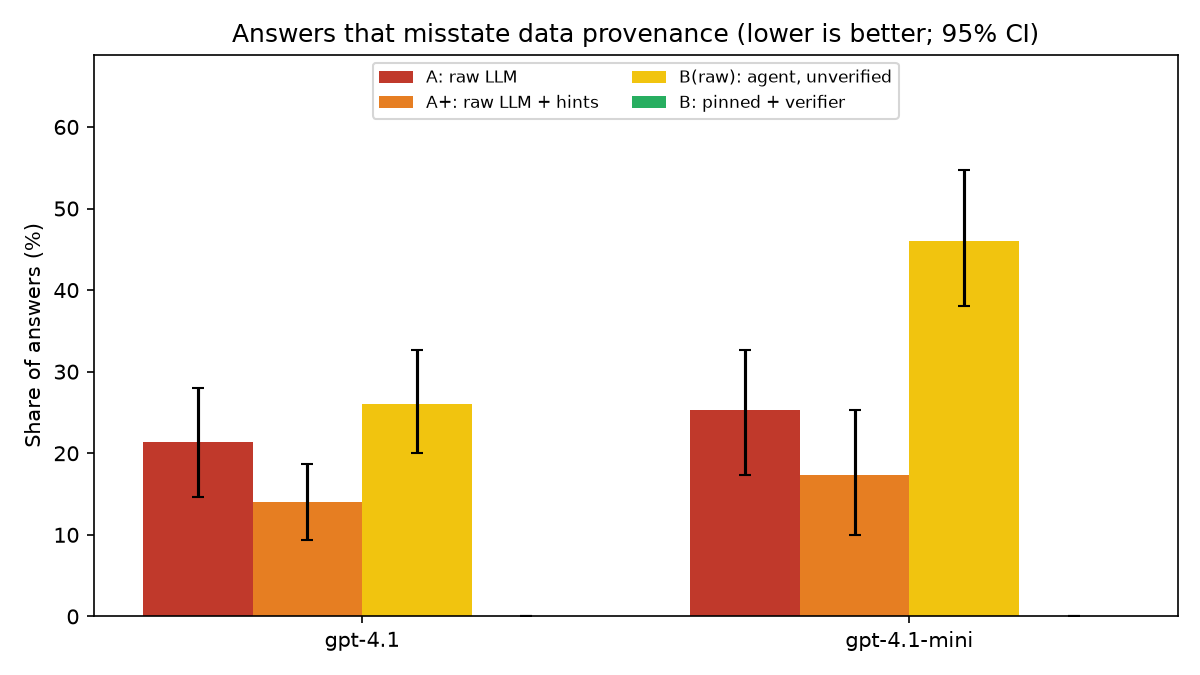 Answers that misstate data provenance (lower is better; 95% CI)
A: raw LLM
A+: raw LLM + hints
B(raw): agent, unverified
B: pinned + verifier
Share of answers (%)
60
50
40
30
20
10
0
gpt-4.1
gpt-4.1-mini